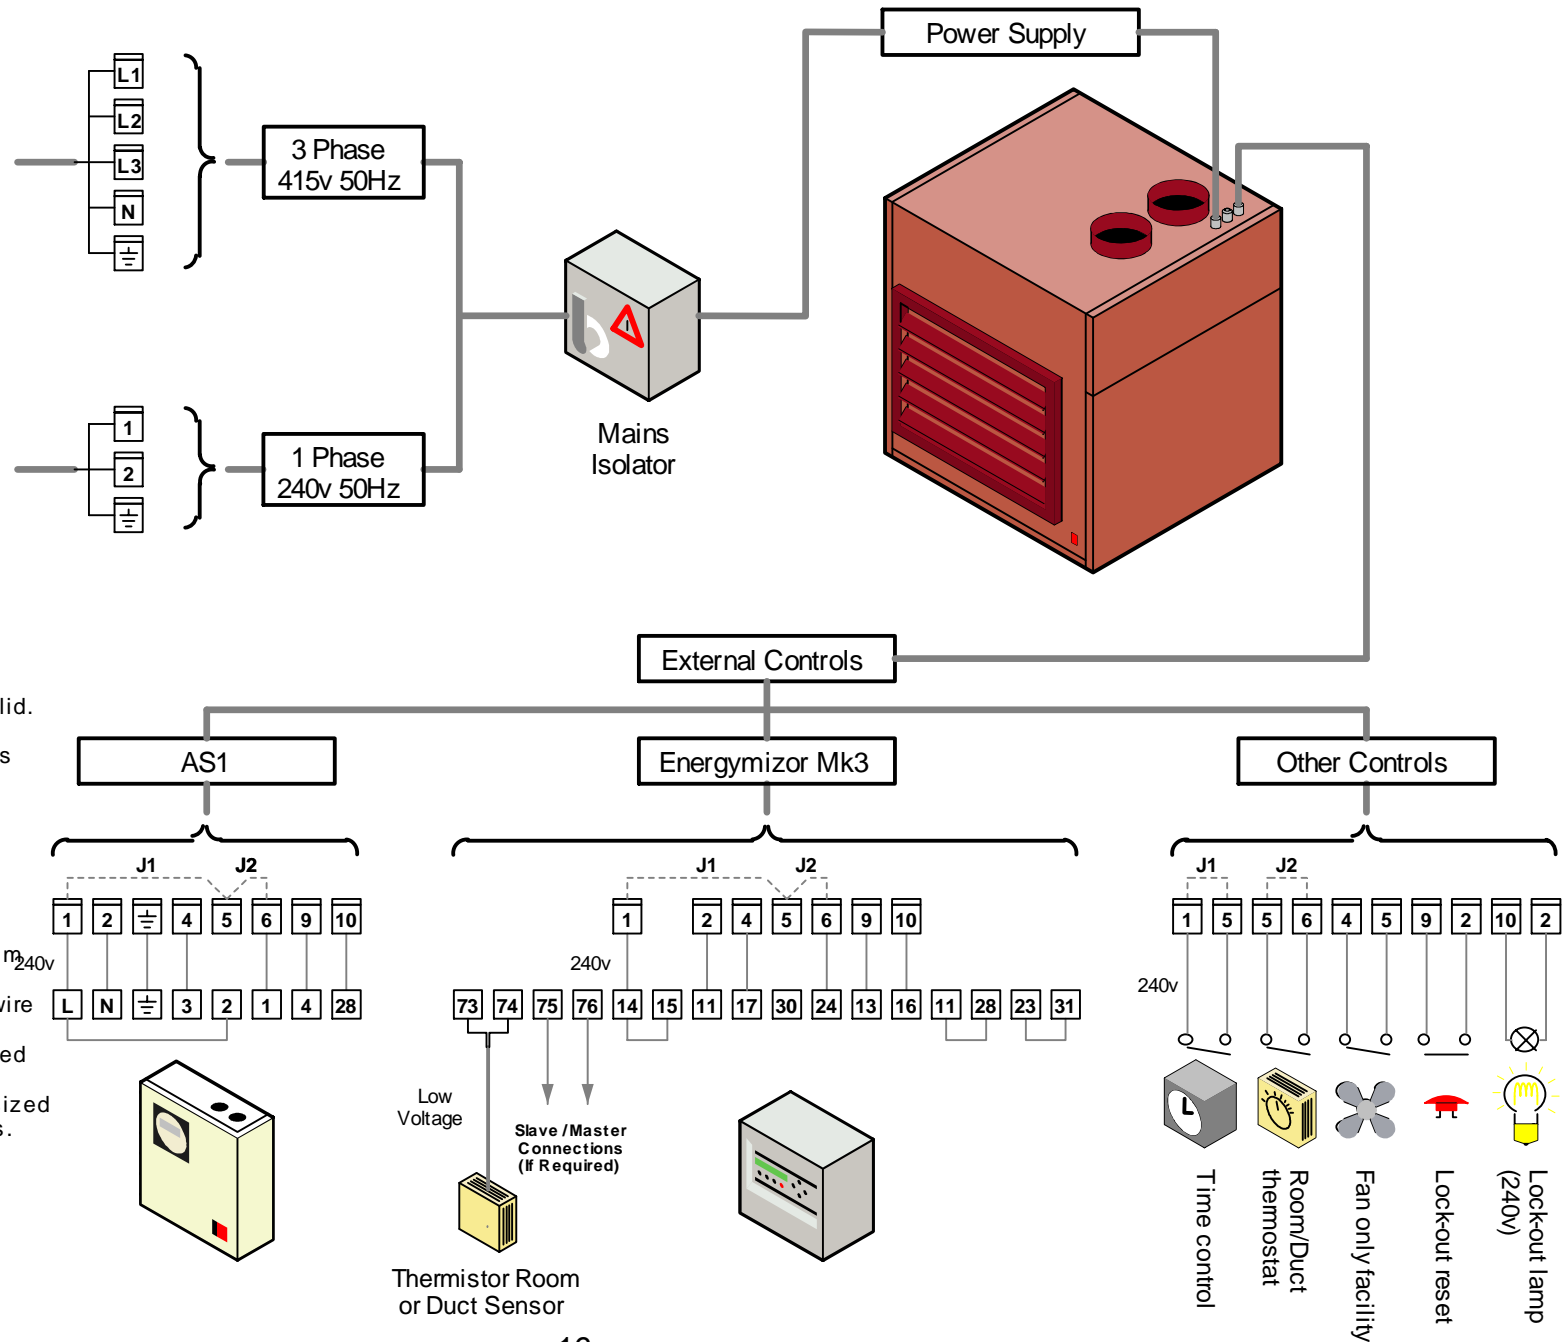 Power Supply
L1
L2
L3
N
3 Phase
415v 50Hz
1
2
1 Phase
240v 50Hz
Mains
Isolator
External Controls
lid.
s
AS1
Energymizor Mk3
Other Controls
J1 J2
1 2 4 5 6 9 10
240v
L N 3 2 1 4 28
m
wire
ed
ized
s.
J1 J2
1 2 4 5 6 9 10
240v
73 74 75 76 14 15 11 17 30 24 13 16 11 28 23 31
Low
Voltage
Slave/Master
Connections
(If Required)
Thermistor Room
or Duct Sensor
J1 J2
1 5 5 6 4 5 9 2 10 2
240v
Time control
Room/Duct
thermostat
Fan only facility
Lock-out reset
Lock-out lamp
(240v)